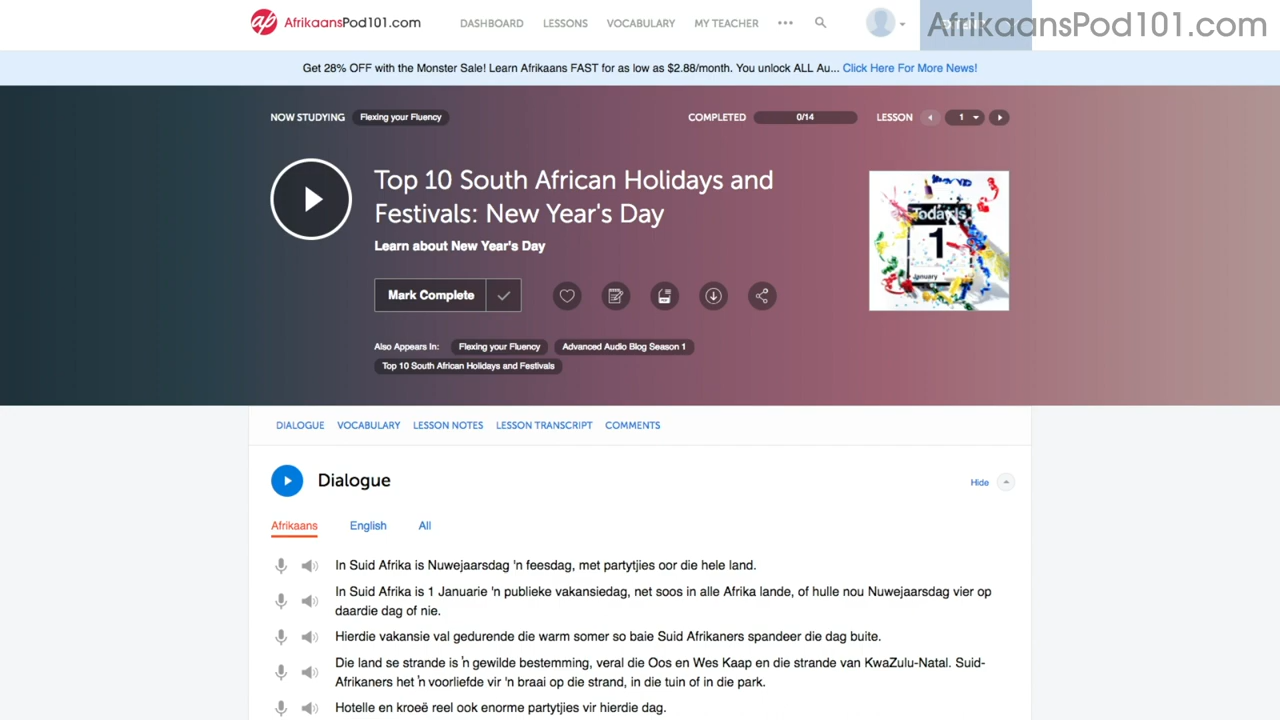 AfrikaansPod101.com
DASHBOARD LESSONS VOCABULARY MY TEACHER
AfrikaansPod101.com
Get 28% OFF with the Monster Sale! Learn Afrikaans FAST for as low as $2.88/month. You unlock ALL Au... Click Here For More News!
NOW STUDYING Flexing your Fluency COMPLETED 0/14 LESSON 1
Top 10 South African Holidays and
Festivals: New Year's Day
Learn about New Year's Day
Today is
1
January
Mark Complete
Also Appears In: Flexing your Fluency Advanced Audio Blog Season 1
Top 10 South African Holidays and Festivals
DIALOGUE VOCABULARY LESSON NOTES LESSON TRANSCRIPT COMMENTS
Dialogue Hide
Afrikaans English All
In Suid Afrika is Nuwejaarsdag 'n feesdag, met partytjies oor die hele land.
In Suid Afrika is 1 Januarie 'n publieke vakansiedag, net soos in alle Afrika lande, of hulle nou Nuwejaarsdag vier op
daardie dag of nie.
Hierdie vakansie val gedurende die warm somer so baie Suid Afrikaners spandeer die dag buite.
Die land se strande is ŉ gewilde bestemming, veral die Oos en Wes Kaap en die strande van KwaZulu-Natal. Suid-
Afrikaners het ŉ voorliefde vir 'n braai op die strand, in die tuin of in die park.
Hotelle en kroeë reel ook enorme partytjies vir hierdie dag.